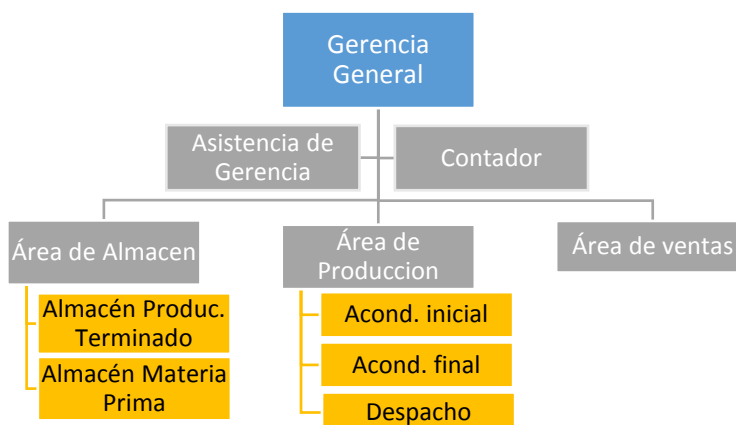 Gerencia
General
Asistencia de
Gerencia
Contador
Área de Almacen
Almacén Produc.
Terminado
Almacén Materia
Prima
Área de
Produccion
Acond. inicial
Acond. final
Despacho
Área de ventas